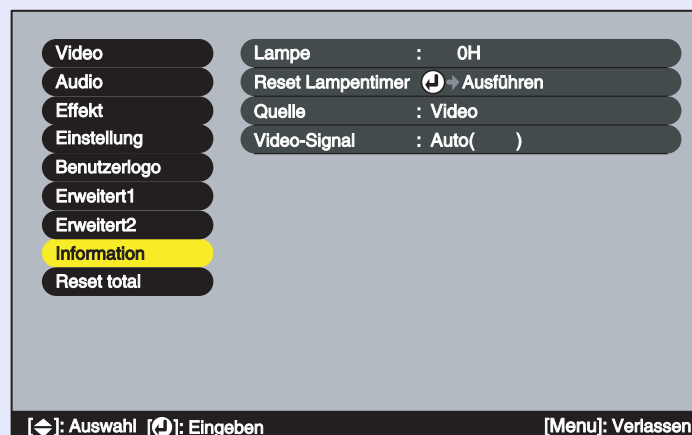 Video
Audio
Effekt
Einstellung
Benutzerlogo
Erweitert1
Erweitert2
Information
Reset total
Lampe : 0H
Reset Lampentimer Ausführen
Quelle : Video
Video-Signal : Auto( )
[ ]: Auswahl [ ]: Eingeben [Menu]: Verlassen